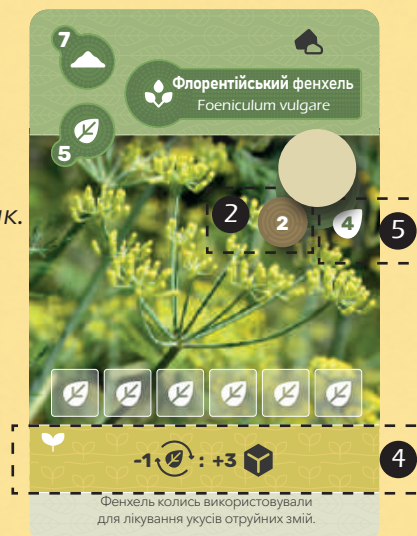 7
Флорентійський фенхель
Foeniculum vulgare
5
ик.
2
2
4
5
-1 : +3
4
Фенхель колись використовували
для лікування укусів отруйних змій.